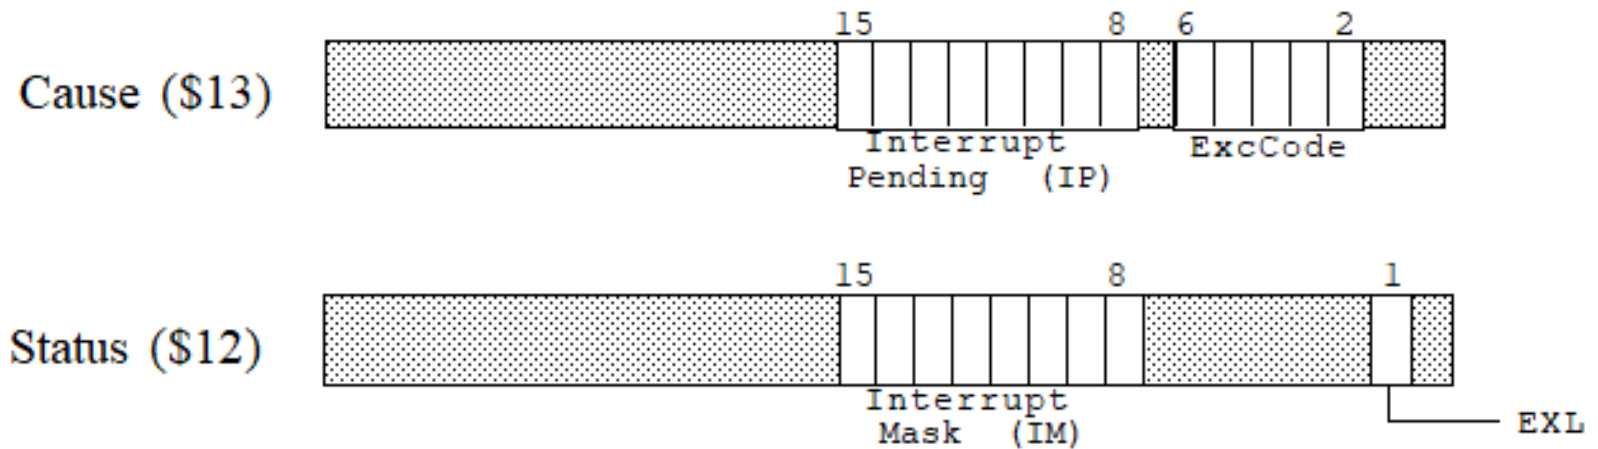 15 8 6 2
Cause ($13)
Interrupt
Pending (IP)
ExcCode
15 8 1
Status ($12)
Interrupt
Mask (IM)
EXL